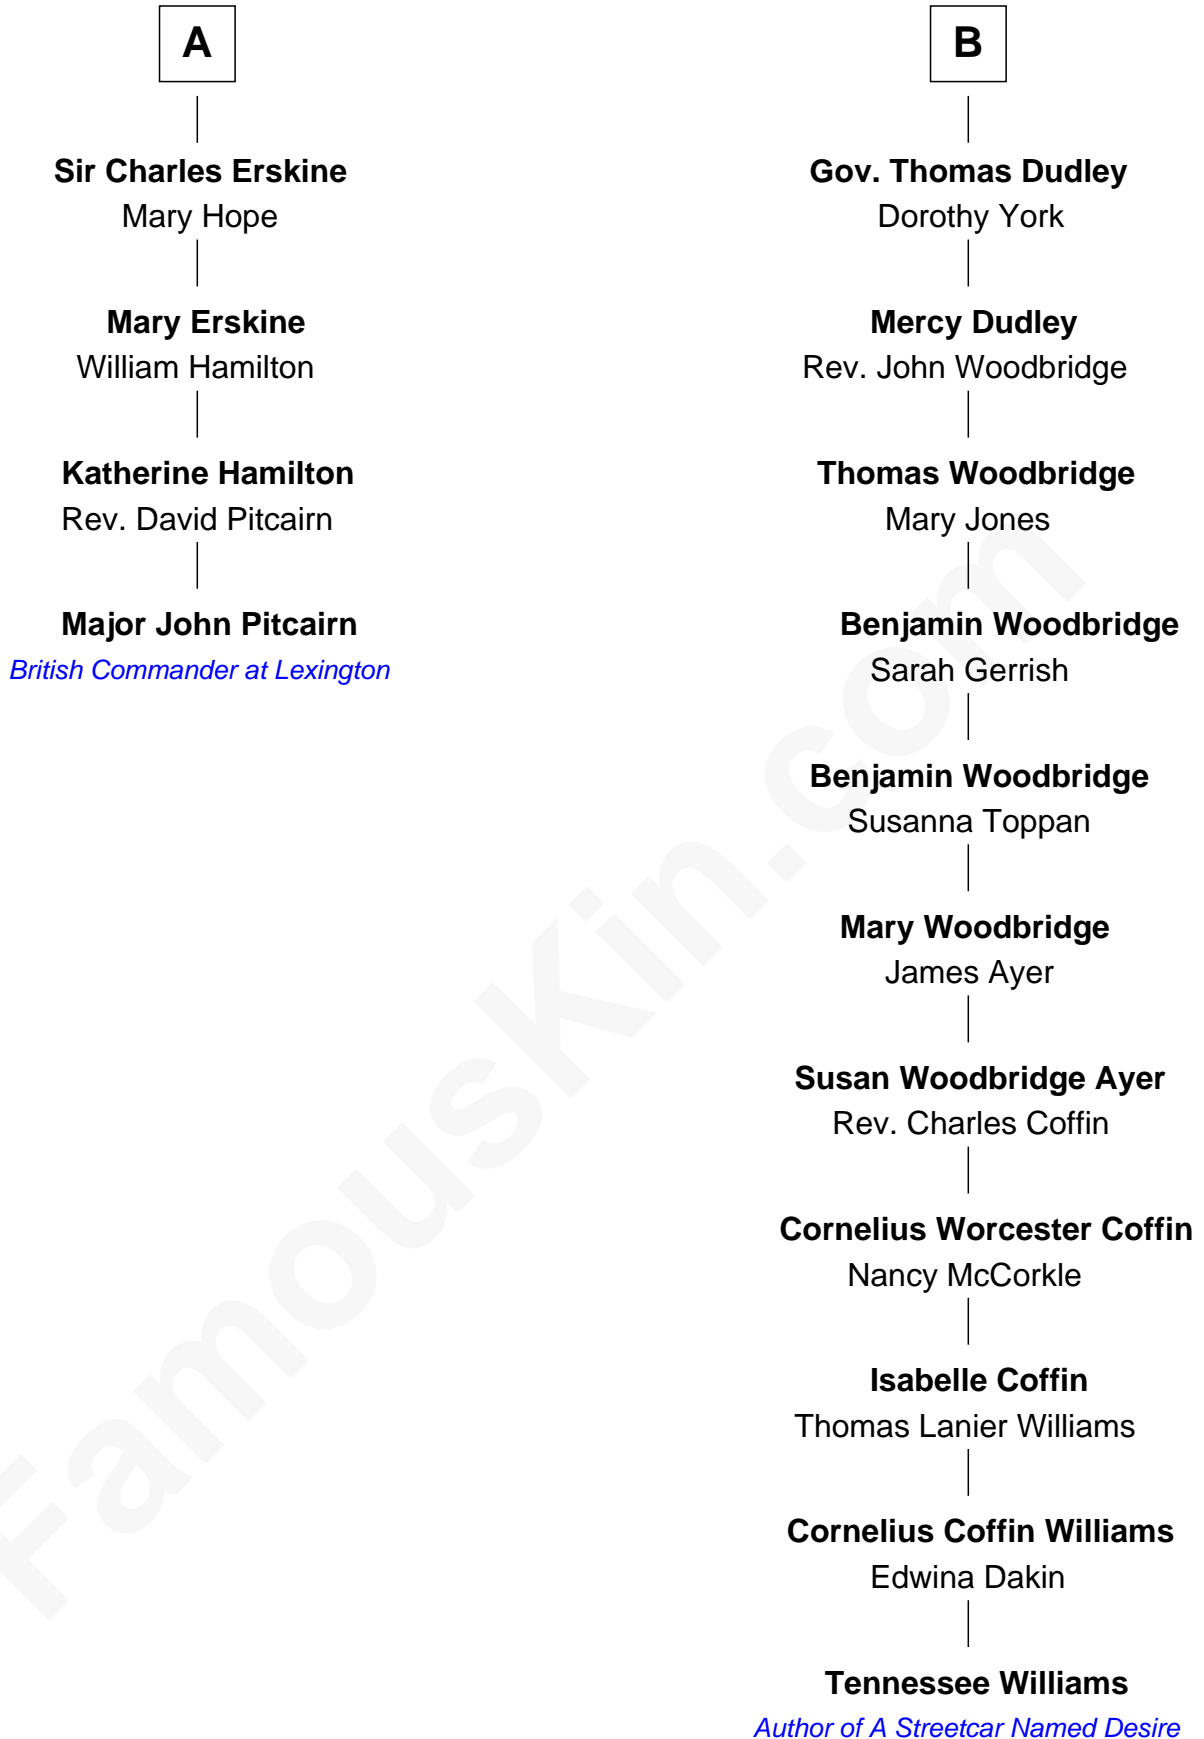 A
Sir Charles Erskine
Mary Hope
Mary Erskine
William Hamilton
Katherine Hamilton
Rev. David Pitcairn
Major John Pitcairn
British Commander at Lexington
B
Gov. Thomas Dudley
Dorothy York
Mercy Dudley
Rev. John Woodbridge
Thomas Woodbridge
Mary Jones
Benjamin Woodbridge
Sarah Gerrish
Benjamin Woodbridge
Susanna Toppan
Mary Woodbridge
James Ayer
Susan Woodbridge Ayer
Rev. Charles Coffin
Cornelius Worcester Coffin
Nancy McCorkle
Isabelle Coffin
Thomas Lanier Williams
Cornelius Coffin Williams
Edwina Dakin
Tennessee Williams
Author of A Streetcar Named Desire
FamousKin.com